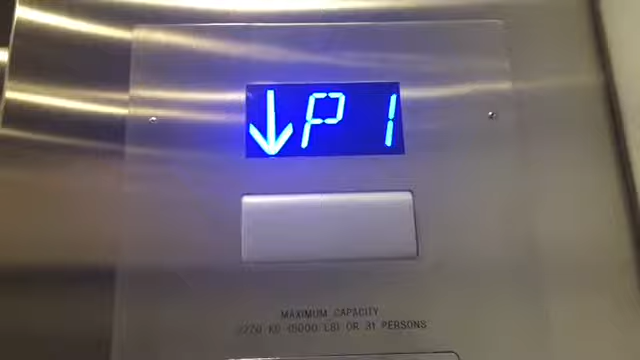 ↓P1
MAXIMUM CAPACITY
2270 KG (5000 LB) OR 31 PERSONS